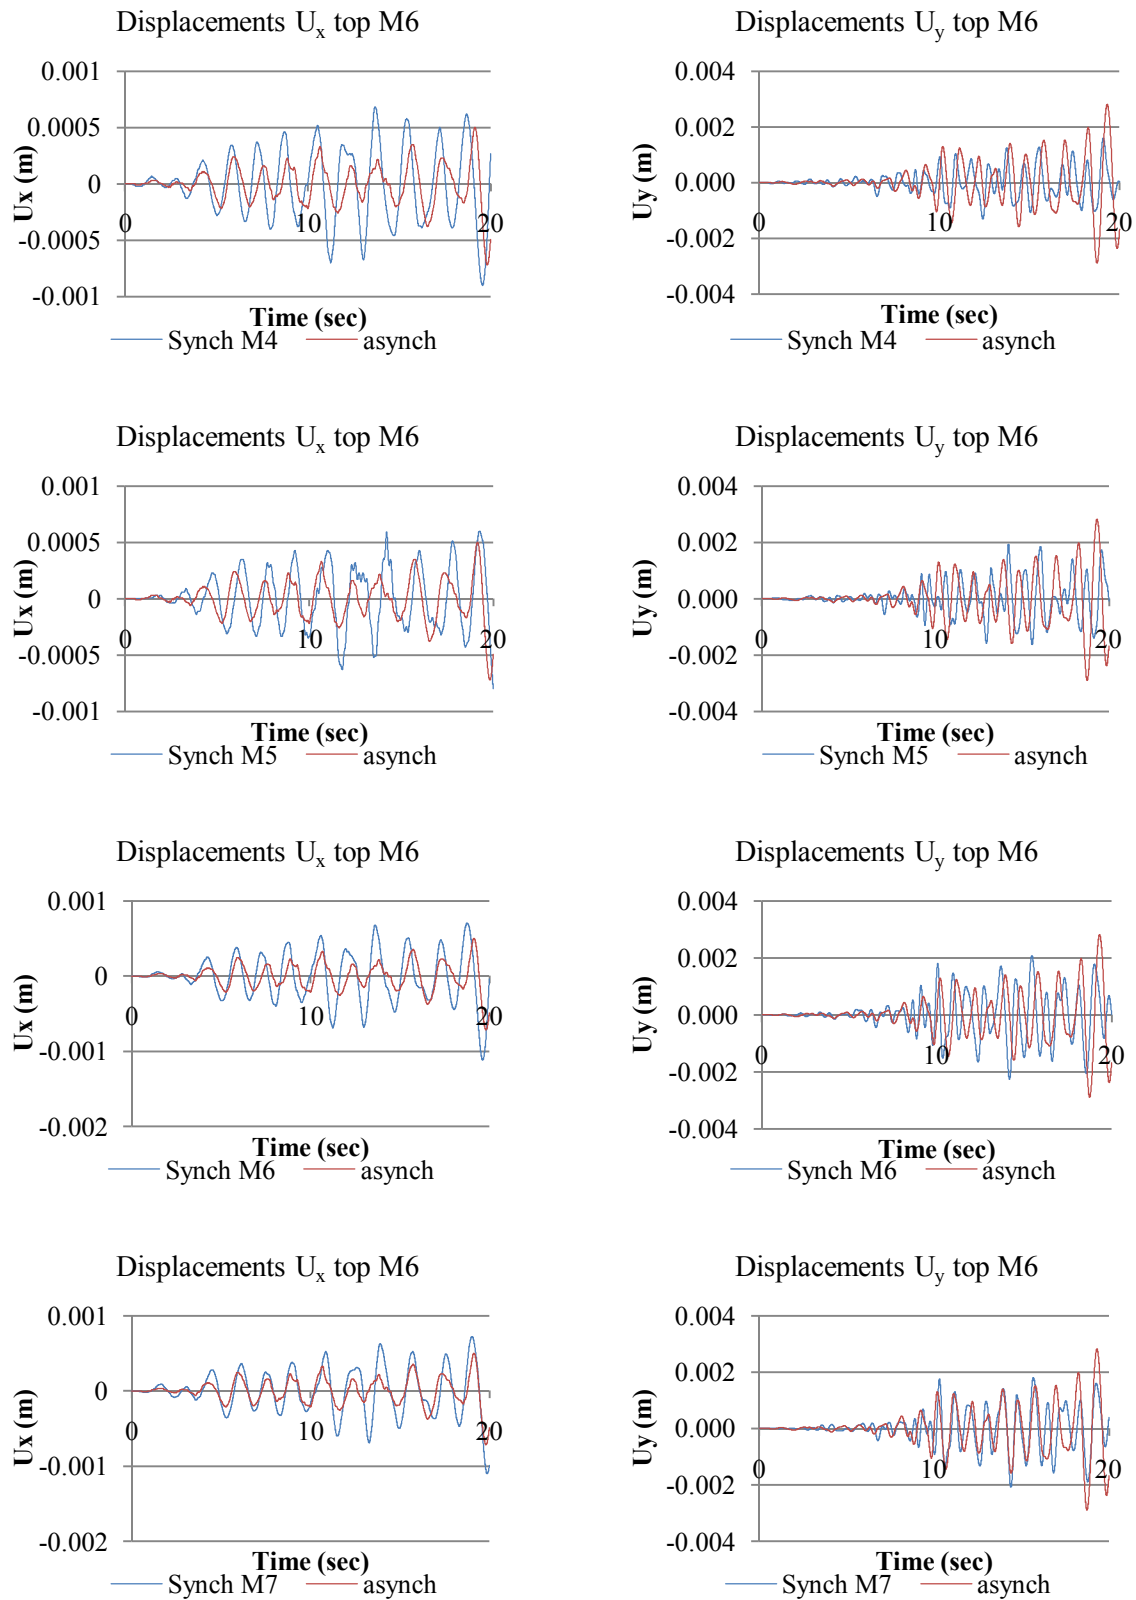 Displacements Ux top M6
0.001
0.0005
0
-0.0005
-0.001
0 10 20
Ux (m)
Time (sec)
Synch M4 asynch
Displacements Uy top M6
0.004
0.002
0.000
-0.002
-0.004
0 10 20
Uy (m)
Time (sec)
Synch M4 asynch
Displacements Ux top M6
0.001
0.0005
0
-0.0005
-0.001
0 10 20
Ux (m)
Time (sec)
Synch M5 asynch
Displacements Uy top M6
0.004
0.002
0.000
-0.002
-0.004
0 10 20
Uy (m)
Time (sec)
Synch M5 asynch
Displacements Ux top M6
0.001
0
-0.001
-0.002
0 10 20
Ux (m)
Time (sec)
Synch M6 asynch
Displacements Uy top M6
0.004
0.002
0.000
-0.002
-0.004
0 10 20
Uy (m)
Time (sec)
Synch M6 asynch
Displacements Ux top M6
0.001
0
-0.001
-0.002
0 10 20
Ux (m)
Time (sec)
Synch M7 asynch
Displacements Uy top M6
0.004
0.002
0.000
-0.002
-0.004
0 10 20
Uy (m)
Time (sec)
Synch M7 asynch